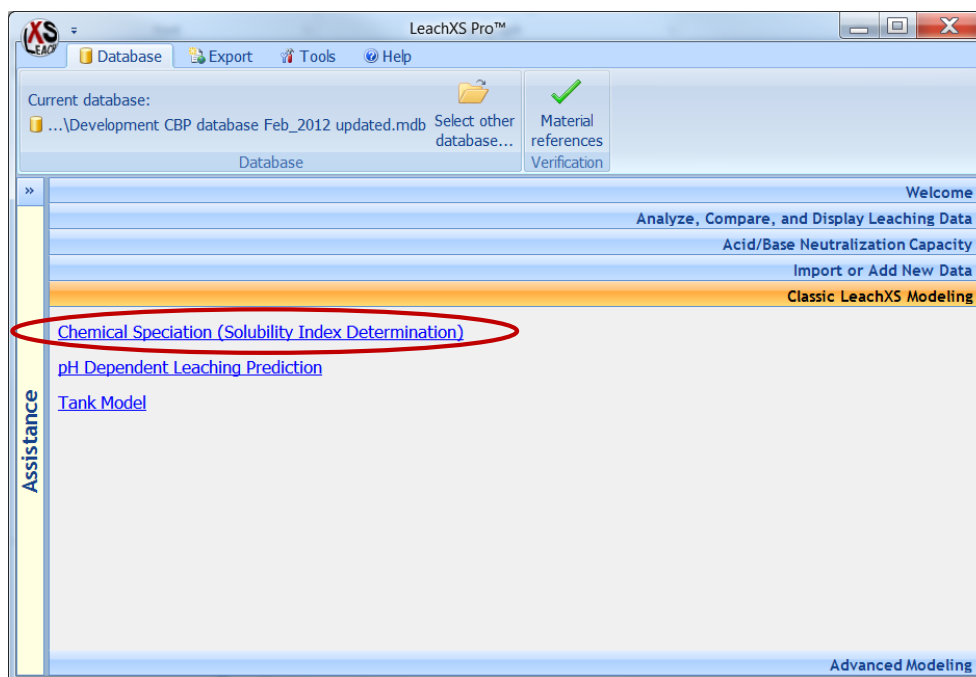 LeachXS Pro™
XS
LEACH
Database Export Tools Help
Current database:
...\Development CBP database Feb_2012 updated.mdb
Select other
database...
Database
Material
references
Verification
»
Assistance
Welcome
Analyze, Compare, and Display Leaching Data
Acid/Base Neutralization Capacity
Import or Add New Data
Classic LeachXS Modeling
Chemical Speciation (Solubility Index Determination)
pH Dependent Leaching Prediction
Tank Model
Advanced Modeling